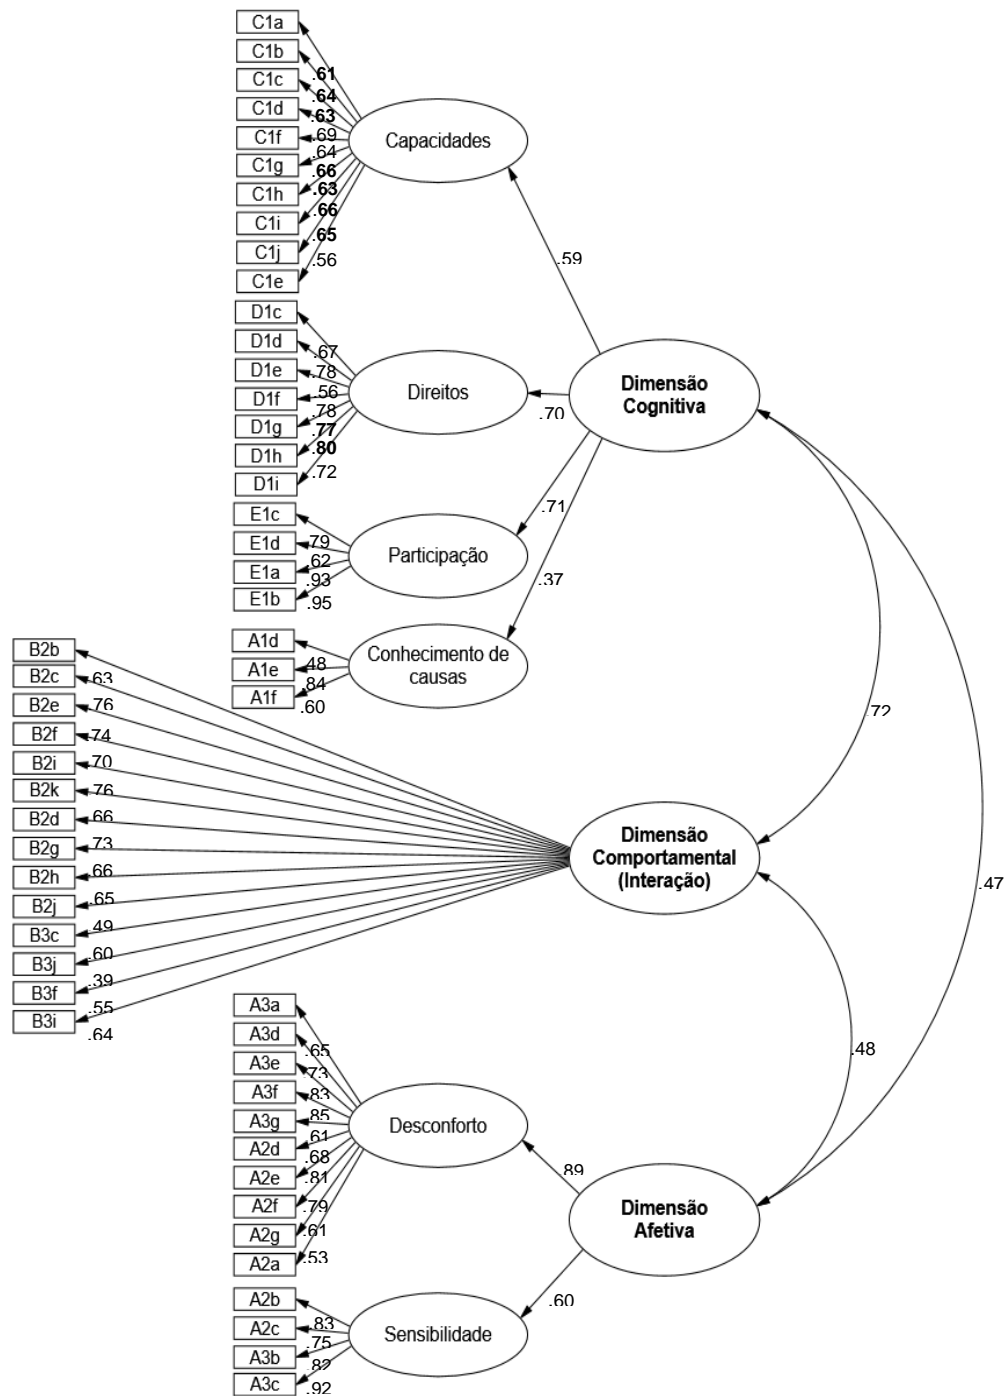 C1a
C1b
C1c
C1d
C1f
C1g
C1h
C1i
C1j
C1e
.61
.64
.63
.69
.64
.66
.63
.66
.65
.56
Capacidades
.59
D1c
D1d
D1e
D1f
D1g
D1h
D1i
.67
.78
.56
.78
.77
.80
.72
Direitos
.70
Dimensão
Cognitiva
E1c
E1d
E1a
E1b
.79
.62
.93
.95
Participação
.71
.37
A1d
A1e
A1f
.48
.84
.60
Conhecimento de
causas
B2b
B2c
B2e
B2f
B2i
B2k
B2d
B2g
B2h
B2j
B3c
B3j
B3f
B3i
.63
.76
.74
.70
.76
.66
.73
.66
.65
.49
.60
.39
.55
.64
Dimensão
Comportamental
(Interação)
.72
.47
.48
A3a
A3d
A3e
A3f
A3g
A2d
A2e
A2f
A2g
A2a
.65
.73
.83
.85
.61
.68
.81
.79
.61
.53
Desconforto
.89
Dimensão
Afetiva
.60
A2b
A2c
A3b
A3c
.83
.75
.82
.92
Sensibilidade